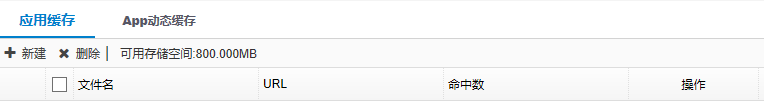 应用缓存 App动态缓存
新建 删除 | 可用存储空间:800.000MB
文件名 URL 命中数 操作